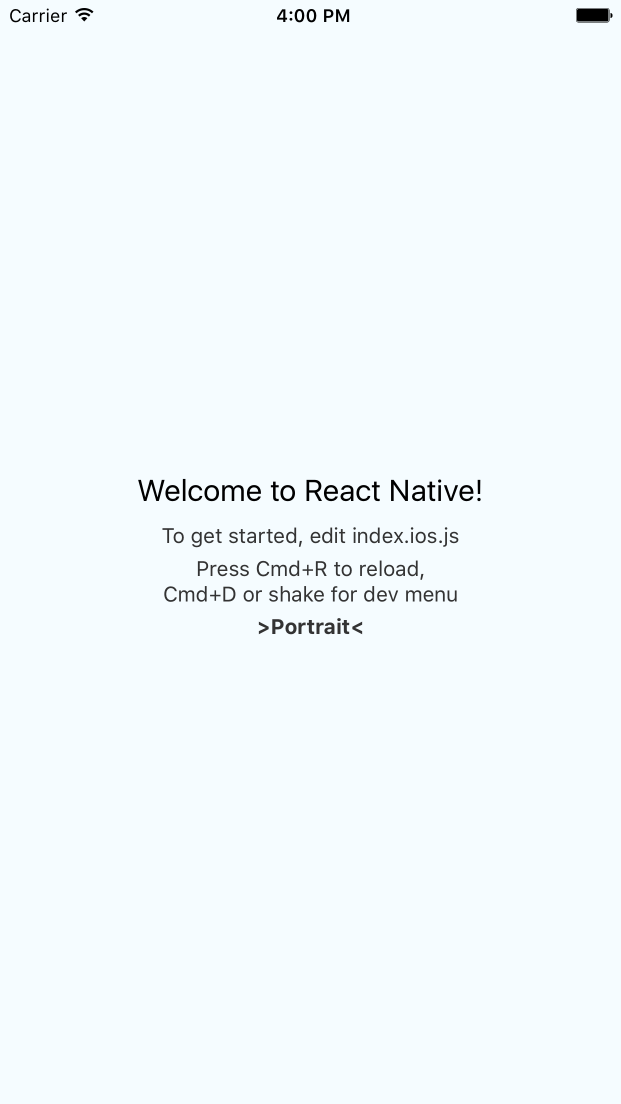 Carrier 4:00 PM
Welcome to React Native!
To get started, edit index.ios.js
Press Cmd+R to reload,
Cmd+D or shake for dev menu
>Portrait<